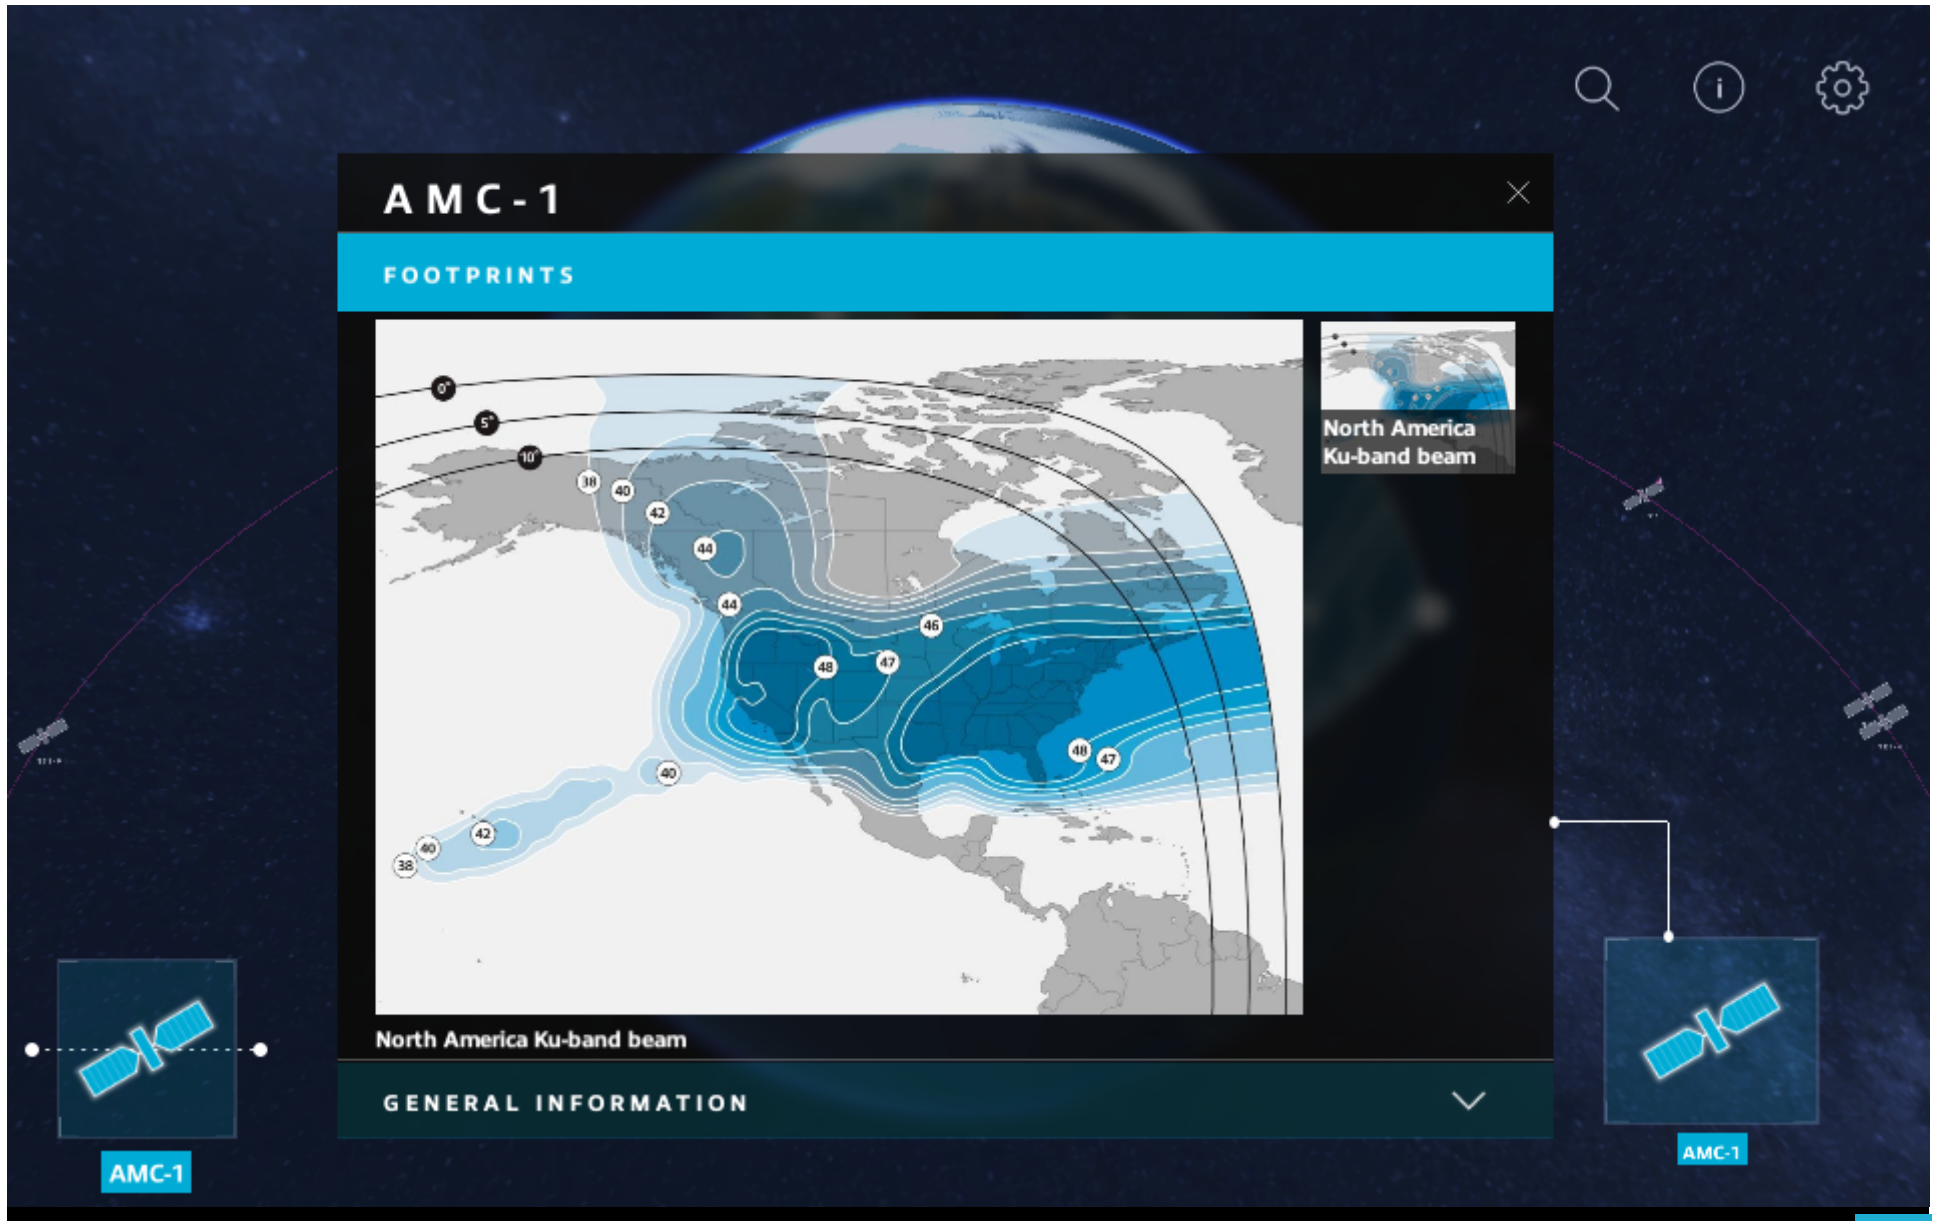 AMC-1
FOOTPRINTS
0°
5°
10°
38
40
42
44
44
46
48
47
48
47
40
42
40
38
North America
Ku-band beam
North America Ku-band beam
GENERAL INFORMATION
AMC-1
AMC-1